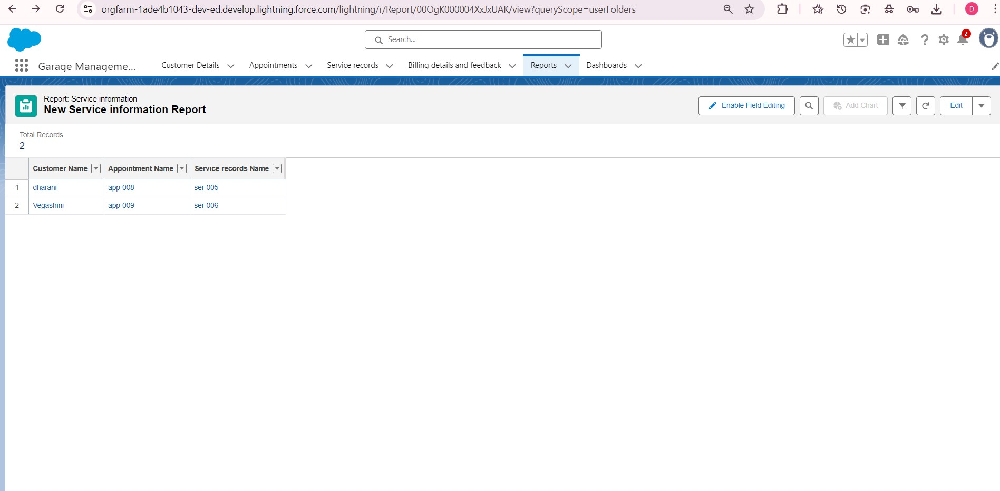 orgfarm-1ade4b1043-dev-ed.develop.lightning.force.com/lightning/r/Report/00OgK000004XxJxUAK/view?queryScope=userFolders
D
Search...
2
Garage Manageme...
Customer Details
Appointments
Service records
Billing details and feedback
Reports
Dashboards
Report: Service information
New Service information Report
Enable Field Editing
Add Chart
Edit
Total Records
2
Customer Name Appointment Name Service records Name
1 dharani app-008 ser-005
2 Vegashini app-009 ser-006